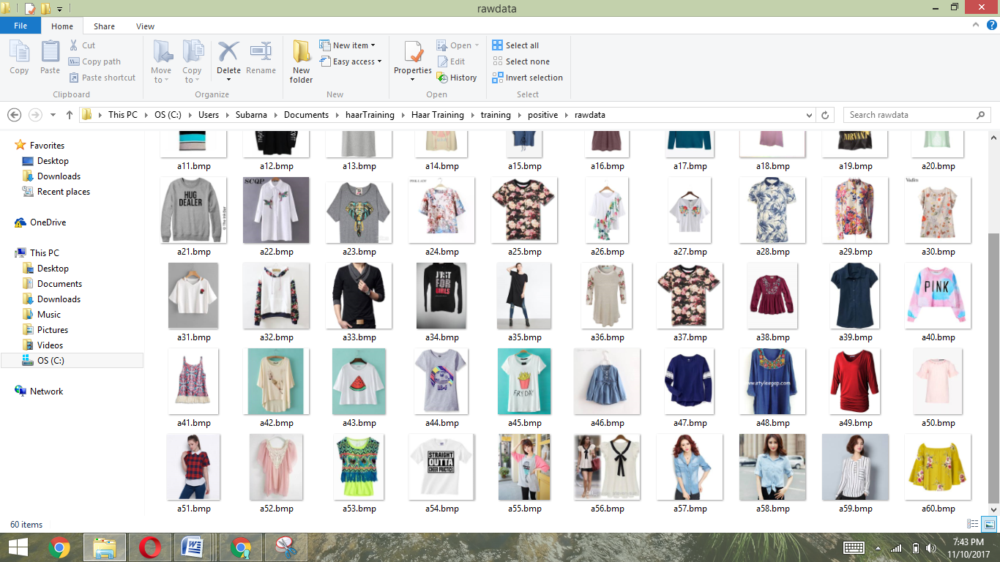 rawdata
File Home Share View
Copy
Paste
Cut
Copy path
Paste shortcut
Clipboard
Move to
Copy to
Delete
Rename
Organize
New folder
New item
Easy access
New
Properties
Open
Edit
History
Open
Select all
Select none
Invert selection
Select
This PC OS (C:) Users Subarna Documents haarTraining Haar Training training positive rawdata
Search rawdata
Favorites
Desktop
Downloads
Recent places
OneDrive
This PC
Desktop
Documents
Downloads
Music
Pictures
Videos
OS (C:)
Network
NIRVANA
a11.bmp a12.bmp a13.bmp a14.bmp a15.bmp a16.bmp a17.bmp a18.bmp a19.bmp a20.bmp
HUG
DEALER
SCQP
a21.bmp a22.bmp a23.bmp a24.bmp a25.bmp a26.bmp a27.bmp a28.bmp a29.bmp a30.bmp
JUST
FOR
GIRLS
PINK
a31.bmp a32.bmp a33.bmp a34.bmp a35.bmp a36.bmp a37.bmp a38.bmp a39.bmp a40.bmp
FRYDAY
www.stylesgap.com
a41.bmp a42.bmp a43.bmp a44.bmp a45.bmp a46.bmp a47.bmp a48.bmp a49.bmp a50.bmp
STRAIGHT
OUTTA
CHEER PRACTICE
a51.bmp a52.bmp a53.bmp a54.bmp a55.bmp a56.bmp a57.bmp a58.bmp a59.bmp a60.bmp
60 items
7:43 PM
11/10/2017